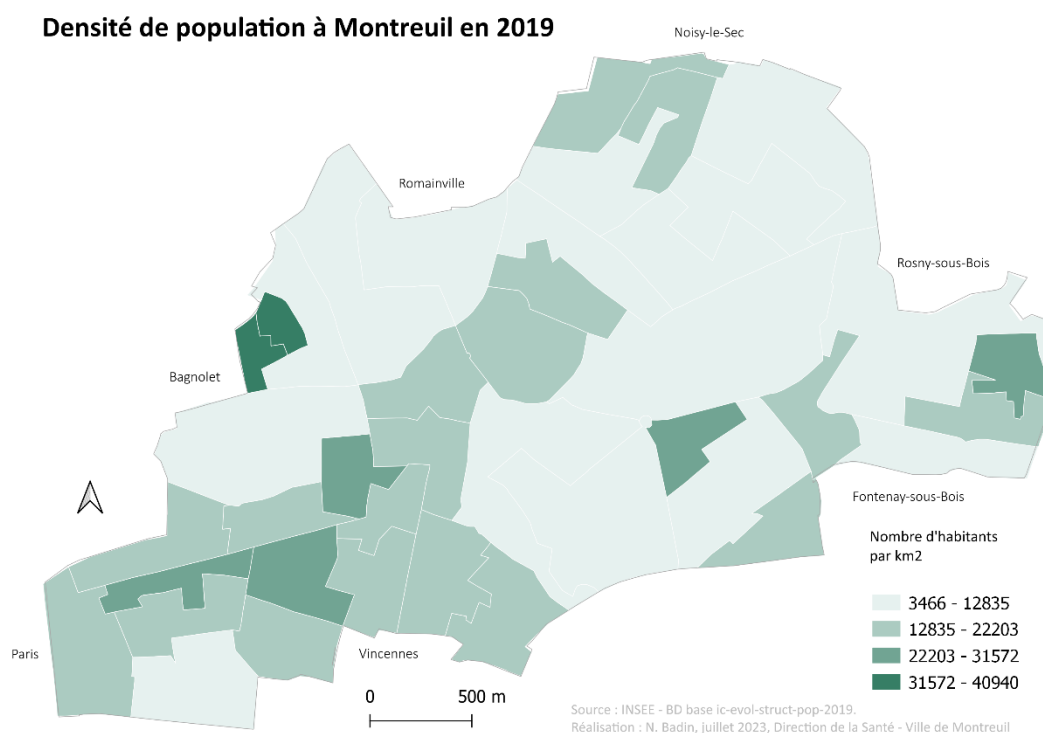 Densité de population à Montreuil en 2019
Noisy-le-Sec
Romainville
Rosny-sous-Bois
Bagnolet
Fontenay-sous-Bois
Nombre d'habitants
par km2
3466 - 12835
12835 - 22203
22203 - 31572
31572 - 40940
Paris
Vincennes
0 500 m
Source : INSEE - BD base ic-evol-struct-pop-2019.
Réalisation : N. Badin, juillet 2023, Direction de la Santé - Ville de Montreuil